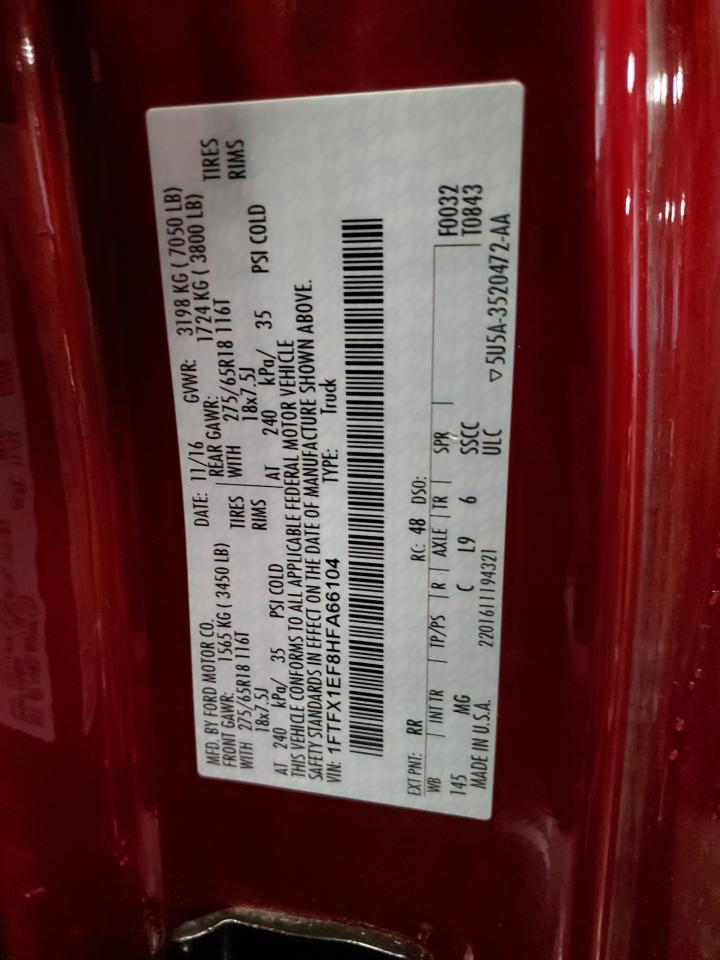 MFD. BY FORD MOTOR CO. DATE: 11/16 GVWR: 3198 KG ( 7050 LB)
FRONT GAWR: 1565 KG ( 3450 LB) REAR GAWR: 1724 KG ( 3800 LB)
WITH 275/65R18 116T TIRES WITH 275/65R18 116T TIRES
18x7.5J RIMS 18x7.5J RIMS
AT 240 kPa/ 35 PSI COLD AT 240 kPa/ 35 PSI COLD
THIS VEHICLE CONFORMS TO ALL APPLICABLE FEDERAL MOTOR VEHICLE
SAFETY STANDARDS IN EFFECT ON THE DATE OF MANUFACTURE SHOWN ABOVE.
VIN: 1FTFX1EF8HFA66104 TYPE: Truck
EXT PNT: RR RC: 48 DSO:
WB INT TR TP/PS R AXLE TR SPR F0032
145 MG C L9 6 SSCC T0843
MADE IN U.S.A. 2201611194321 ULC ▽5U5A-3520472-AA